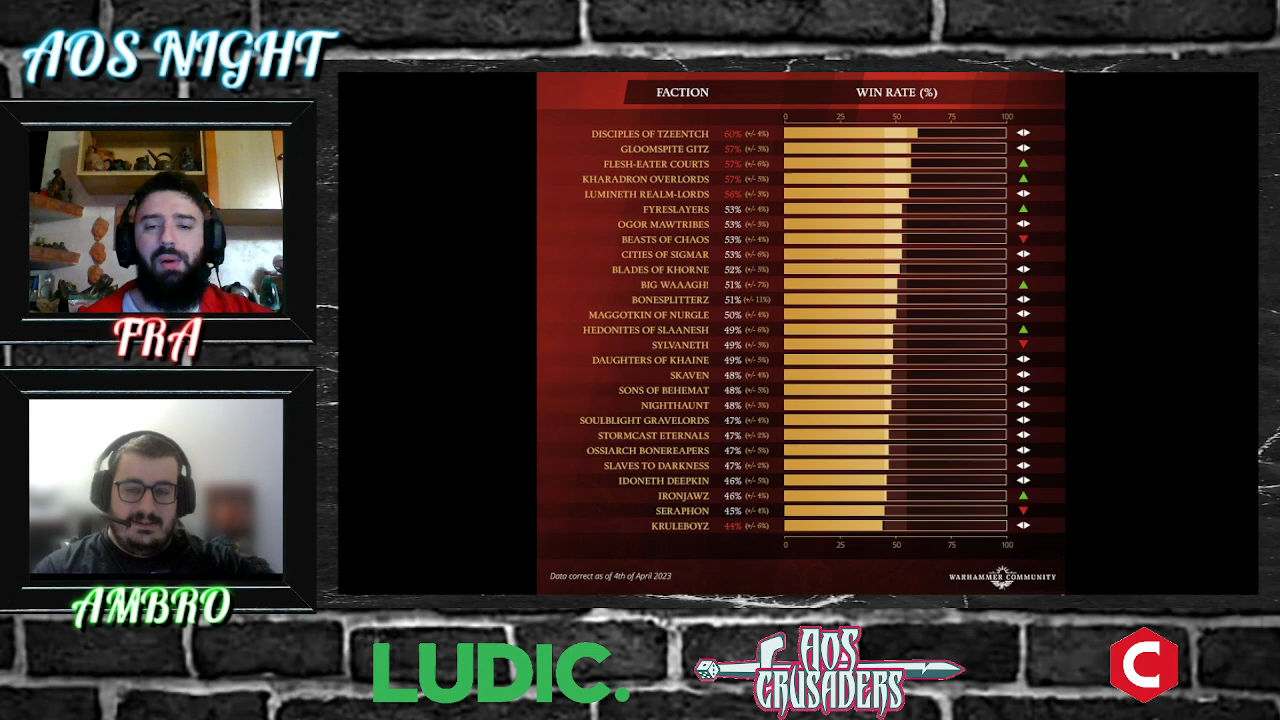 AOS NIGHT
FRA
AMBRO
FACTION WIN RATE (%)
0 25 50 75 100
DISCIPLES OF TZEENTCH 60% (+/- 4%)
GLOOMSPITE GITZ 57% (+/- 3%)
FLESH-EATER COURTS 57% (+/- 6%)
KHARADRON OVERLORDS 57% (+/- 5%)
LUMINETH REALM-LORDS 56% (+/- 3%)
FYRESLAYERS 53% (+/- 4%)
OGOR MAWTRIBES 53% (+/- 3%)
BEASTS OF CHAOS 53% (+/- 4%)
CITIES OF SIGMAR 53% (+/- 6%)
BLADES OF KHORNE 52% (+/- 5%)
BIG WAAAGH! 51% (+/- 7%)
BONESPLITTERZ 51% (+/- 11%)
MAGGOTKIN OF NURGLE 50% (+/- 4%)
HEDONITES OF SLAANESH 49% (+/- 6%)
SYLVANETH 49% (+/- 3%)
DAUGHTERS OF KHAINE 49% (+/- 5%)
SKAVEN 48% (+/- 4%)
SONS OF BEHEMAT 48% (+/- 5%)
NIGHTHAUNT 48% (+/- 3%)
SOULBLIGHT GRAVELORDS 47% (+/- 4%)
STORMCAST ETERNALS 47% (+/- 2%)
OSSIARCH BONEREAPERS 47% (+/- 5%)
SLAVES TO DARKNESS 47% (+/- 2%)
IDONETH DEEPKIN 46% (+/- 5%)
IRONJAWZ 46% (+/- 4%)
SERAPHON 45% (+/- 4%)
KRULEBOYZ 44% (+/- 6%)
0 25 50 75 100
Data correct as of 4th of April 2023
WARHAMMER COMMUNITY
LUDIC.
AOS
CRUSADERS
C